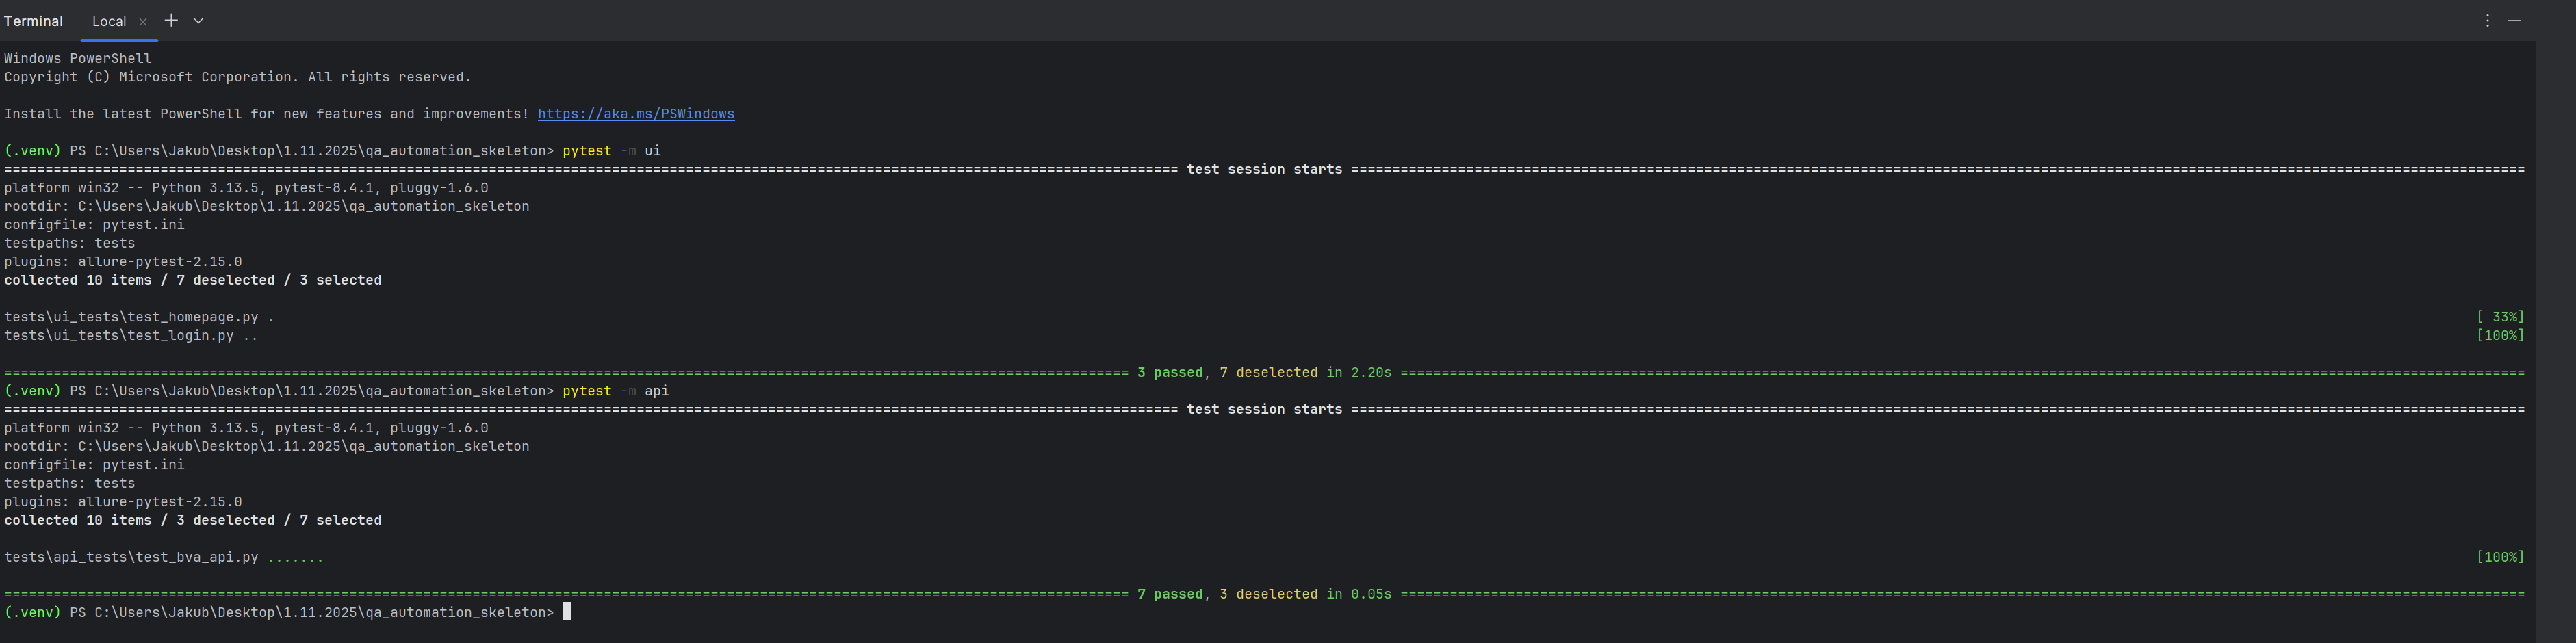 Terminal Local × + ∨ ⋮ —
Windows PowerShell
Copyright (C) Microsoft Corporation. All rights reserved.
Install the latest PowerShell for new features and improvements! https://aka.ms/PSWindows
(.venv) PS C:\Users\Jakub\Desktop\1.11.2025\qa_automation_skeleton> pytest -m ui
============================== test session starts ==============================
platform win32 -- Python 3.13.5, pytest-8.4.1, pluggy-1.6.0
rootdir: C:\Users\Jakub\Desktop\1.11.2025\qa_automation_skeleton
configfile: pytest.ini
testpaths: tests
plugins: allure-pytest-2.15.0
collected 10 items / 7 deselected / 3 selected
tests\ui_tests\test_homepage.py . [ 33%]
tests\ui_tests\test_login.py .. [100%]
============================== 3 passed, 7 deselected in 2.20s ==============================
(.venv) PS C:\Users\Jakub\Desktop\1.11.2025\qa_automation_skeleton> pytest -m api
============================== test session starts ==============================
platform win32 -- Python 3.13.5, pytest-8.4.1, pluggy-1.6.0
rootdir: C:\Users\Jakub\Desktop\1.11.2025\qa_automation_skeleton
configfile: pytest.ini
testpaths: tests
plugins: allure-pytest-2.15.0
collected 10 items / 3 deselected / 7 selected
tests\api_tests\test_bva_api.py ....... [100%]
============================== 7 passed, 3 deselected in 0.05s ==============================
(.venv) PS C:\Users\Jakub\Desktop\1.11.2025\qa_automation_skeleton>